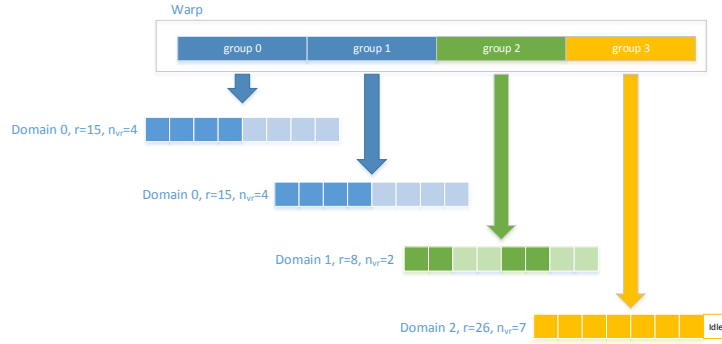 Warp
group 0
group 1
group 2
group 3
Domain 0, r=15, nvr=4
Domain 0, r=15, nvr=4
Domain 1, r=8, nvr=2
Domain 2, r=26, nvr=7
Idle